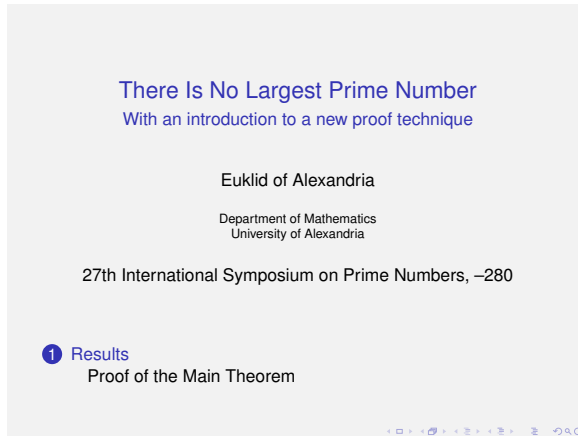 There Is No Largest Prime Number
With an introduction to a new proof technique
Euklid of Alexandria
Department of Mathematics
University of Alexandria
27th International Symposium on Prime Numbers, –280
1 Results
Proof of the Main Theorem